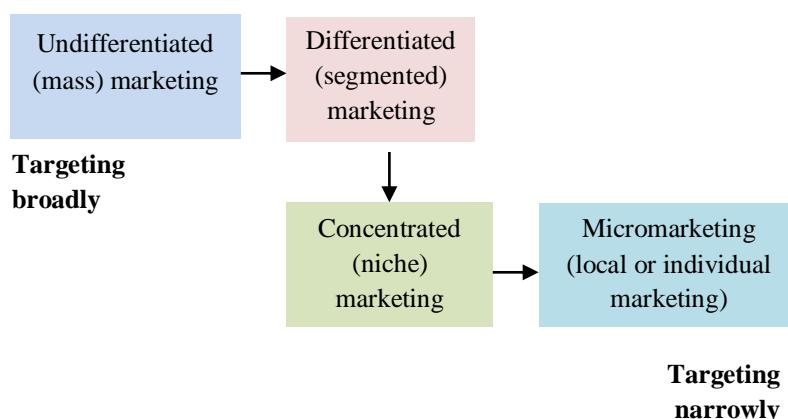 Undifferentiated
(mass) marketing
Differentiated
(segmented)
marketing
Targeting
broadly
Concentrated
(niche)
marketing
Micromarketing
(local or individual
marketing)
Targeting
narrowly